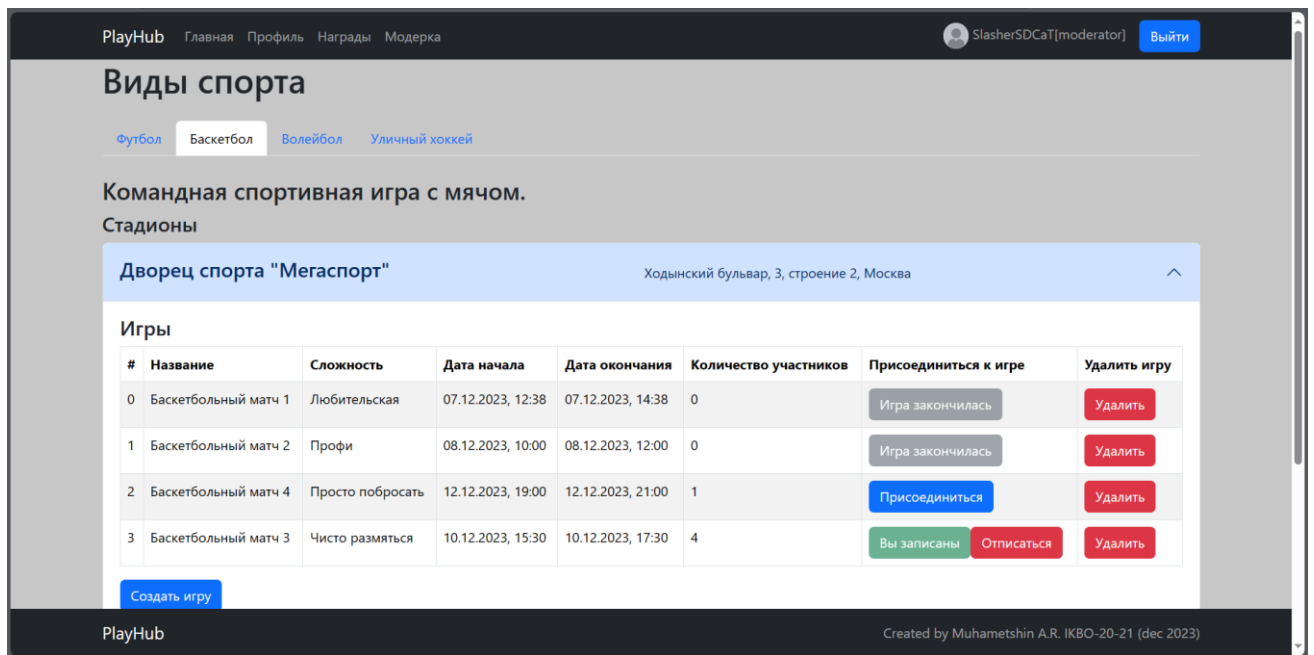 PlayHub Главная Профиль Награды Модерка SlasherSDCaT[moderator] Выйти
Виды спорта
Футбол Баскетбол Волейбол Уличный хоккей
Командная спортивная игра с мячом.
Стадионы
Дворец спорта "Мегаспорт" Ходынский бульвар, 3, строение 2, Москва
Игры
# Название Сложность Дата начала Дата окончания Количество участников Присоединиться к игре Удалить игру
0 Баскетбольный матч 1 Любительская 07.12.2023, 12:38 07.12.2023, 14:38 0 Игра закончилась Удалить
1 Баскетбольный матч 2 Профи 08.12.2023, 10:00 08.12.2023, 12:00 0 Игра закончилась Удалить
2 Баскетбольный матч 4 Просто побросать 12.12.2023, 19:00 12.12.2023, 21:00 1 Присоединиться Удалить
3 Баскетбольный матч 3 Чисто размяться 10.12.2023, 15:30 10.12.2023, 17:30 4 Вы записаны Отписаться Удалить
Создать игру
PlayHub Created by Muhametshin A.R. IKBO-20-21 (dec 2023)